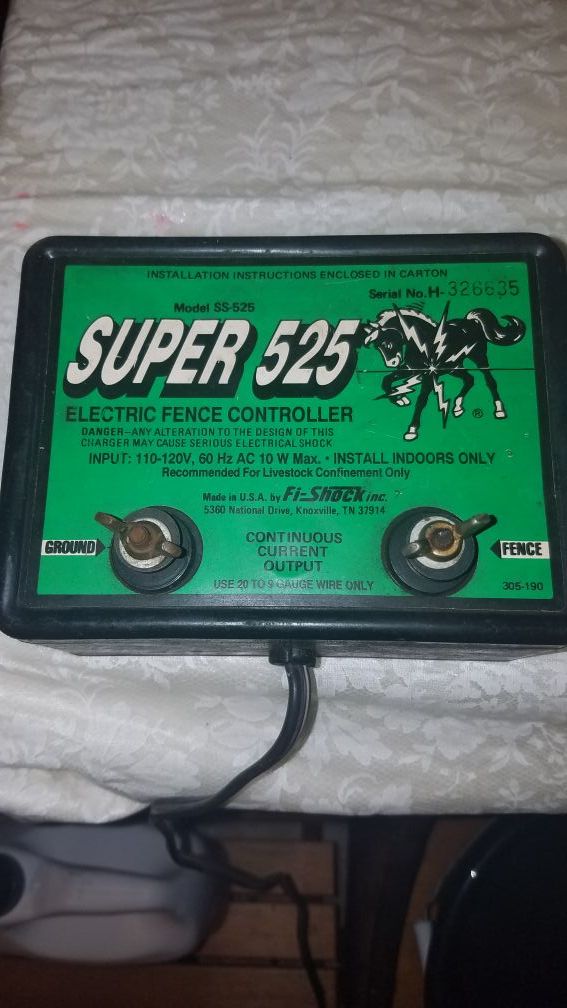 INSTALLATION INSTRUCTIONS ENCLOSED IN CARTON
Serial No. H-326635
Model SS-525
SUPER 525
®
ELECTRIC FENCE CONTROLLER
DANGER—ANY ALTERATION TO THE DESIGN OF THIS
CHARGER MAY CAUSE SERIOUS ELECTRICAL SHOCK
INPUT: 110-120V, 60 Hz AC 10 W Max. • INSTALL INDOORS ONLY
Recommended For Livestock Confinement Only
Made in U.S.A. by Fi-Shock inc.
5360 National Drive, Knoxville, TN 37914
GROUND
CONTINUOUS
CURRENT
OUTPUT
FENCE
USE 20 TO 9 GAUGE WIRE ONLY
305-190